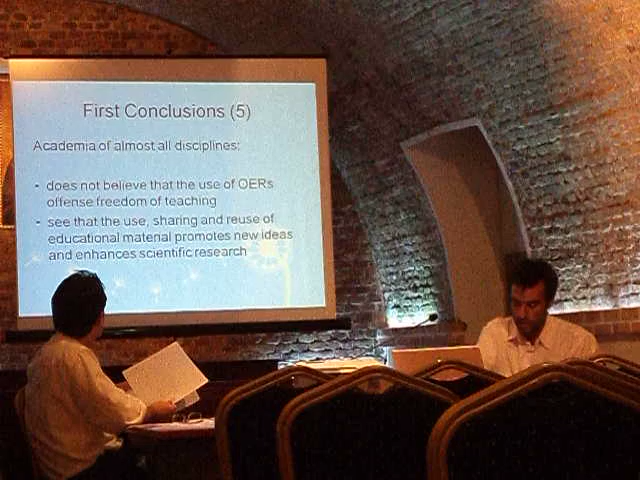 First Conclusions (5)
Academia of almost all disciplines:
- does not believe that the use of OERs
offense freedom of teaching
- see that the use, sharing and reuse of
educational material promotes new ideas
and enhances scientific research